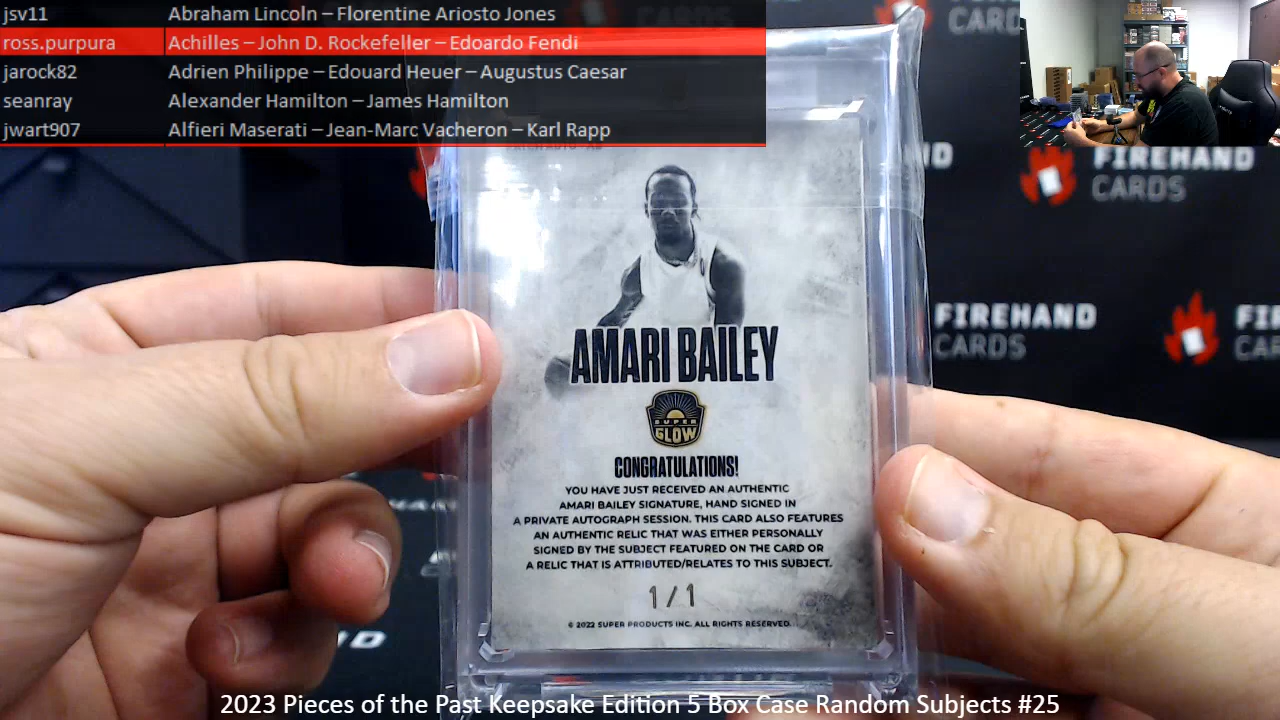 jsv11 Abraham Lincoln – Florentine Ariosto Jones
ross.purpura Achilles – John D. Rockefeller – Edoardo Fendi
jarock82 Adrien Philippe – Edouard Heuer – Augustus Caesar
seanray Alexander Hamilton – James Hamilton
jwart907 Alfieri Maserati – Jean-Marc Vacheron – Karl Rapp
FIREHAND
CARDS
FIREHAND
CARDS
AMARI BAILEY
SUPER
GLOW
CONGRATULATIONS!
YOU HAVE JUST RECEIVED AN AUTHENTIC
AMARI BAILEY SIGNATURE, HAND SIGNED IN
A PRIVATE AUTOGRAPH SESSION. THIS CARD ALSO FEATURES
AN AUTHENTIC RELIC THAT WAS EITHER PERSONALLY
SIGNED BY THE SUBJECT FEATURED ON THE CARD OR
A RELIC THAT IS ATTRIBUTED/RELATES TO THIS SUBJECT.
1/1
© 2022 SUPER PRODUCTS INC. ALL RIGHTS RESERVED.
2023 Pieces of the Past Keepsake Edition 5 Box Case Random Subjects #25